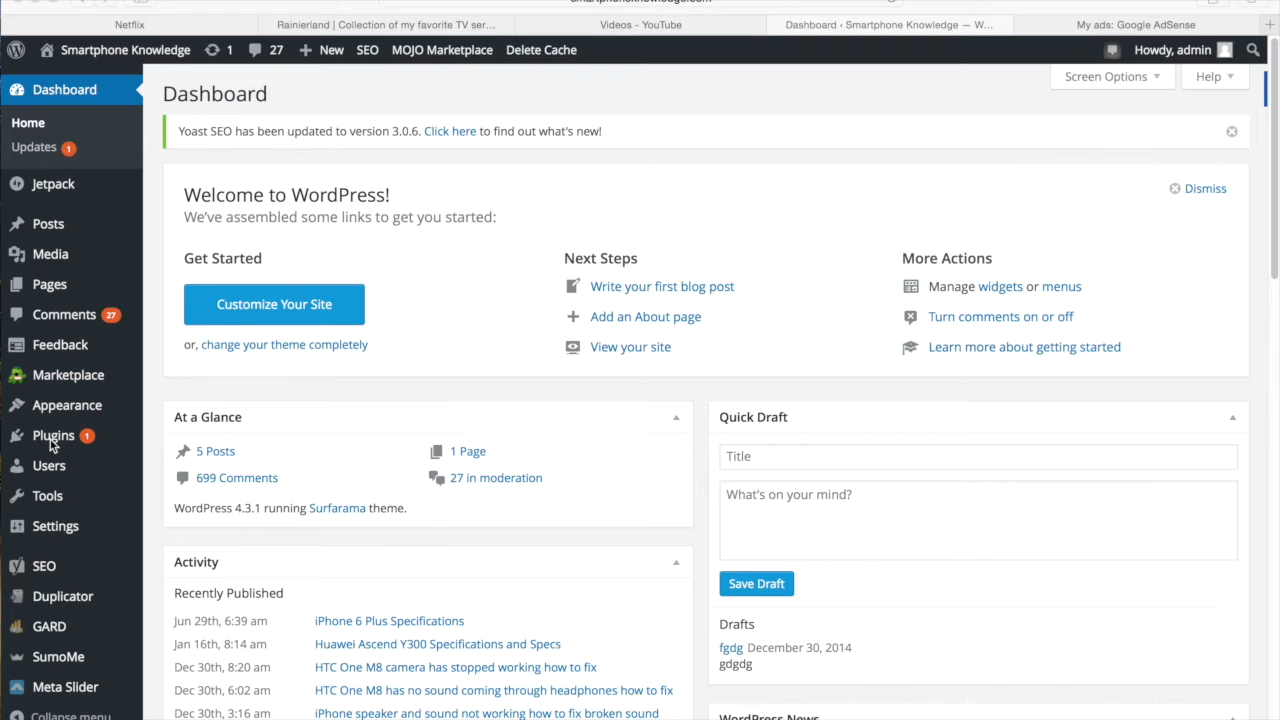 Netflix
Rainierland | Collection of my favorite TV ser...
Videos - YouTube
Dashboard ‹ Smartphone Knowledge — W...
My ads: Google AdSense
Smartphone Knowledge
1
27
New
SEO
MOJO Marketplace
Delete Cache
Howdy, admin
Dashboard
Home
Updates 1
Jetpack
Posts
Media
Pages
Comments 27
Feedback
Marketplace
Appearance
Plugins 1
Users
Tools
Settings
SEO
Duplicator
GARD
SumoMe
Meta Slider
Collapse menu
Screen Options
Help
Dashboard
Yoast SEO has been updated to version 3.0.6. Click here to find out what's new!
Welcome to WordPress!
Dismiss
We've assembled some links to get you started:
Get Started
Customize Your Site
or, change your theme completely
Next Steps
Write your first blog post
Add an About page
View your site
More Actions
Manage widgets or menus
Turn comments on or off
Learn more about getting started
At a Glance
5 Posts
1 Page
699 Comments
27 in moderation
WordPress 4.3.1 running Surfarama theme.
Activity
Recently Published
Jun 29th, 6:39 am iPhone 6 Plus Specifications
Jan 16th, 8:14 am Huawei Ascend Y300 Specifications and Specs
Dec 30th, 8:20 am HTC One M8 camera has stopped working how to fix
Dec 30th, 6:02 am HTC One M8 has no sound coming through headphones how to fix
Dec 30th, 3:16 am iPhone speaker and sound not working how to fix broken sound
Quick Draft
Title
What's on your mind?
Save Draft
Drafts
fgdg December 30, 2014
gdgdg
WordPress News